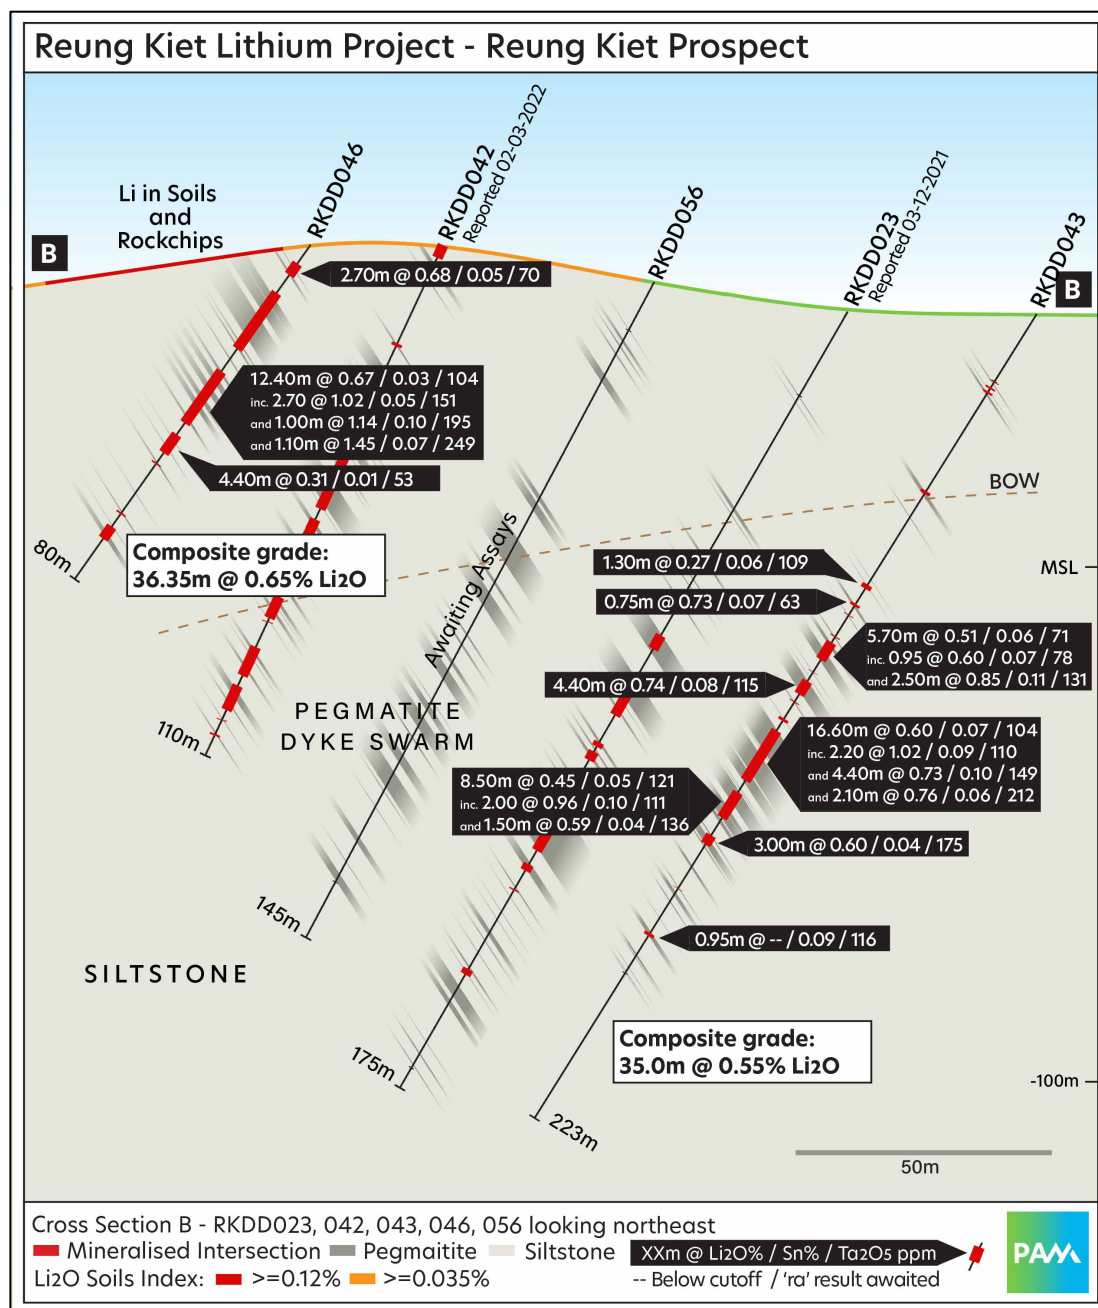 Reung Kiet Lithium Project - Reung Kiet Prospect
Li in Soils
and
Rockchips
RKDD046
RKDD042
Reported 02-03-2022
RKDD056
RKDD023
Reported 03-12-2021
RKDD043
B
B
2.70m @ 0.68 / 0.05 / 70
12.40m @ 0.67 / 0.03 / 104
inc. 2.70 @ 1.02 / 0.05 / 151
and 1.00m @ 1.14 / 0.10 / 195
and 1.10m @ 1.45 / 0.07 / 249
4.40m @ 0.31 / 0.01 / 53
BOW
80m
Composite grade:
36.35m @ 0.65% Li2O
Awaiting Assays
1.30m @ 0.27 / 0.06 / 109
MSL
0.75m @ 0.73 / 0.07 / 63
5.70m @ 0.51 / 0.06 / 71
inc. 0.95 @ 0.60 / 0.07 / 78
and 2.50m @ 0.85 / 0.11 / 131
4.40m @ 0.74 / 0.08 / 115
110m
PEGMATITE
DYKE SWARM
16.60m @ 0.60 / 0.07 / 104
inc. 2.20 @ 1.02 / 0.09 / 110
and 4.40m @ 0.73 / 0.10 / 149
and 2.10m @ 0.76 / 0.06 / 212
8.50m @ 0.45 / 0.05 / 121
inc. 2.00 @ 0.96 / 0.10 / 111
and 1.50m @ 0.59 / 0.04 / 136
3.00m @ 0.60 / 0.04 / 175
145m
0.95m @ -- / 0.09 / 116
SILTSTONE
Composite grade:
35.0m @ 0.55% Li2O
175m
-100m
223m
50m
Cross Section B - RKDD023, 042, 043, 046, 056 looking northeast
Mineralised Intersection Pegmaitite Siltstone
XXm @ Li2O% / Sn% / Ta2O5 ppm
Li2O Soils Index: >=0.12% >=0.035%
-- Below cutoff / 'ra' result awaited
PAM